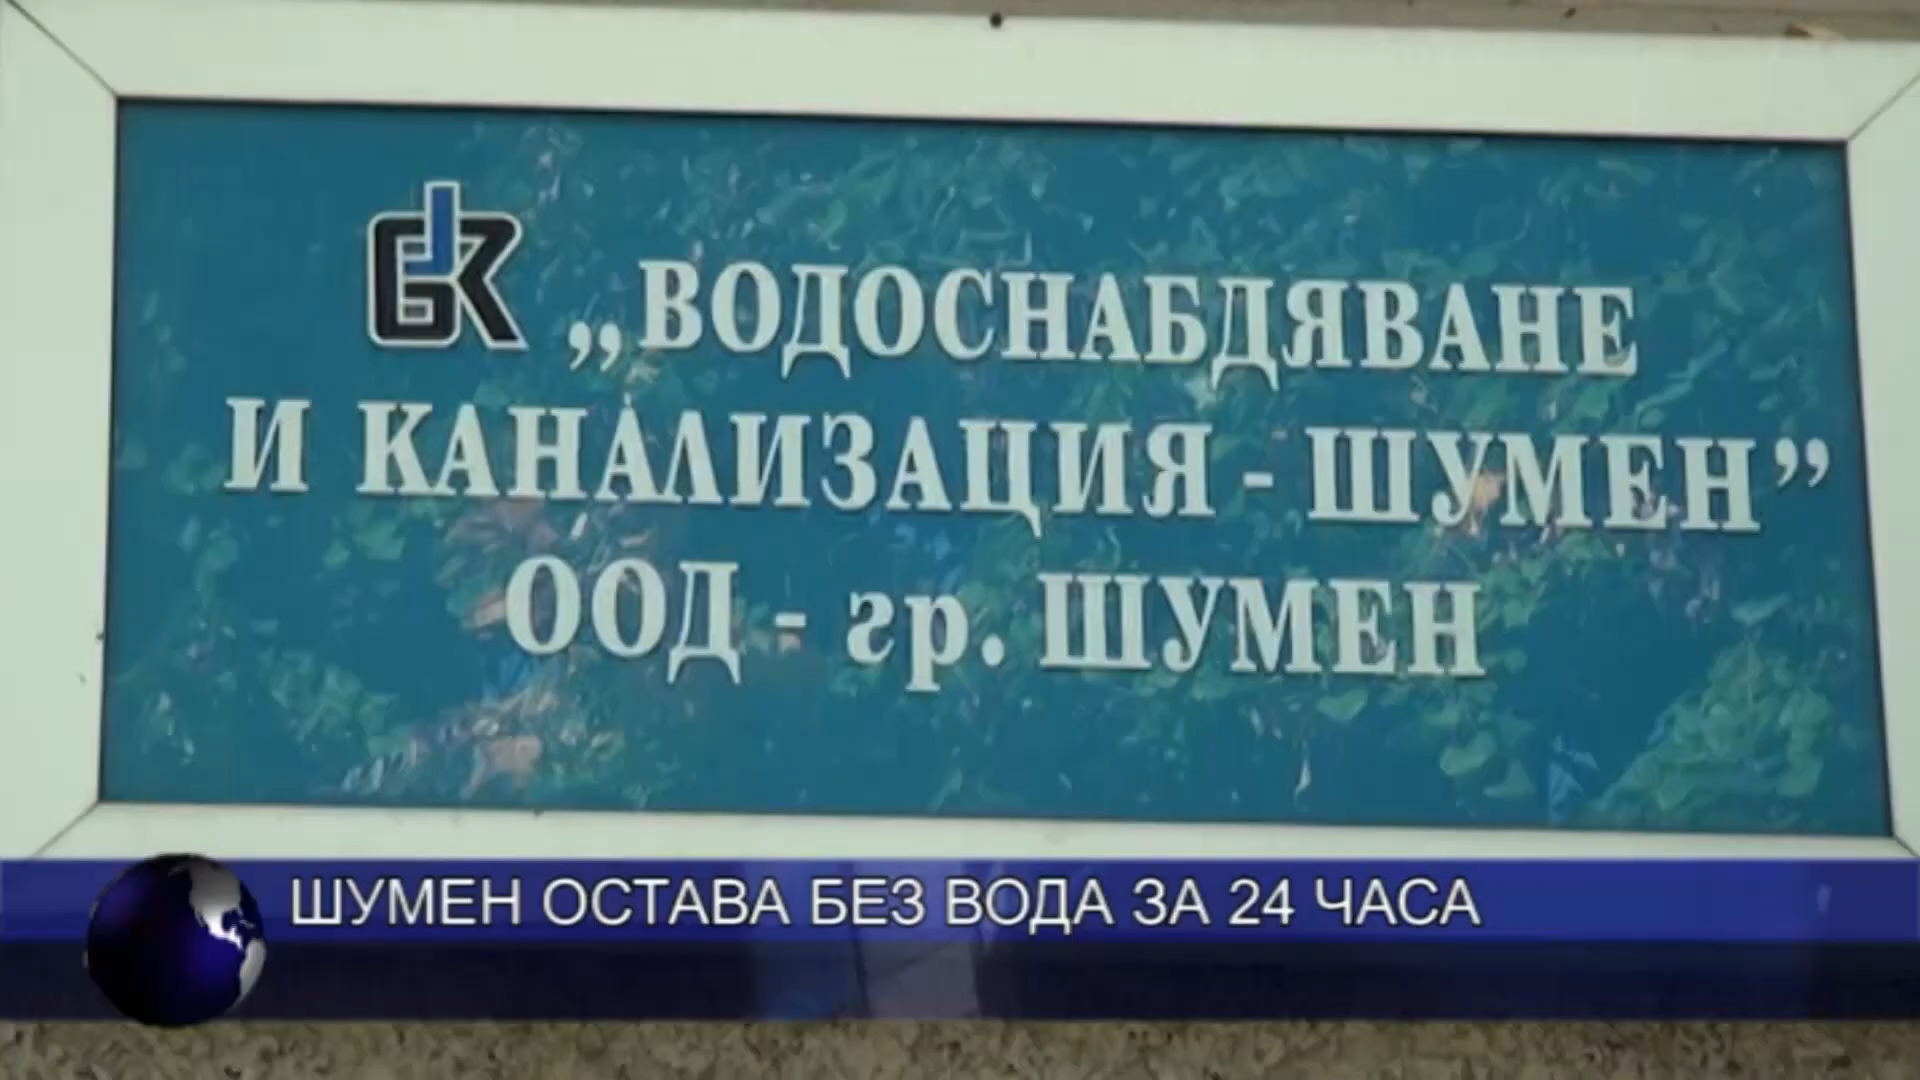 „ВОДОСНАБДЯВАНЕ
И КАНАЛИЗАЦИЯ - ШУМЕН”
ООД - гр. ШУМЕН
ШУМЕН ОСТАВА БЕЗ ВОДА ЗА 24 ЧАСА